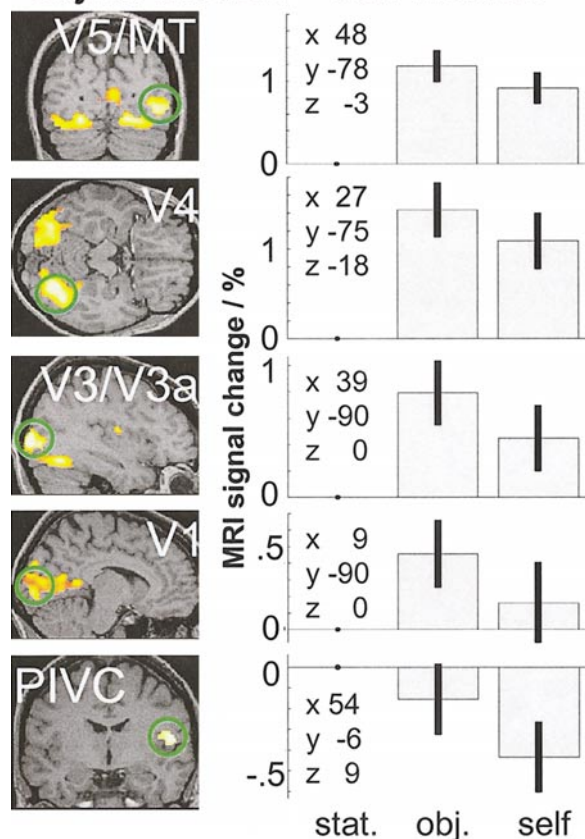 V5/MT
x 48
y -78
z -3
1
0
V4
x 27
y -75
z -18
1
0
V3/V3a
x 39
y -90
z 0
1
0
V1
x 9
y -90
z 0
.5
0
PIVC
x 54
y -6
z 9
0
-.5
MRI signal change / %
stat. obj. self